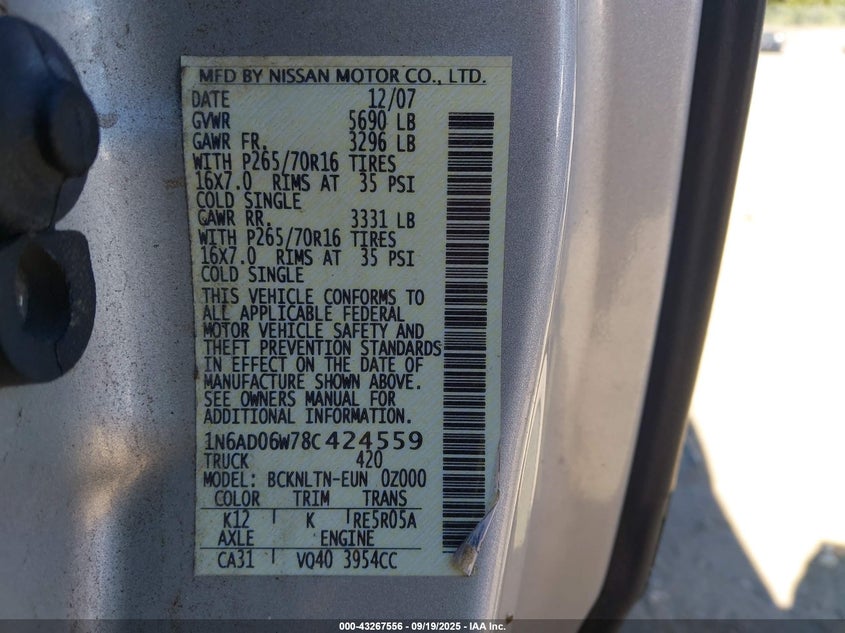 MFD BY NISSAN MOTOR CO., LTD.
DATE 12/07
GVWR 5690 LB
GAWR FR. 3296 LB
WITH P265/70R16 TIRES
16X7.0 RIMS AT 35 PSI
COLD SINGLE
GAWR RR. 3331 LB
WITH P265/70R16 TIRES
16X7.0 RIMS AT 35 PSI
COLD SINGLE
THIS VEHICLE CONFORMS TO
ALL APPLICABLE FEDERAL
MOTOR VEHICLE SAFETY AND
THEFT PREVENTION STANDARDS
IN EFFECT ON THE DATE OF
MANUFACTURE SHOWN ABOVE.
SEE OWNERS MANUAL FOR
ADDITIONAL INFORMATION.
1N6AD06W78C424559
TRUCK 420
MODEL: BCKNLTN-EUN 0Z000
COLOR TRIM TRANS
K12 K RE5R05A
AXLE ENGINE
CA31 VQ40 3954CC
000-43267556 - 09/19/2025 - IAA Inc.